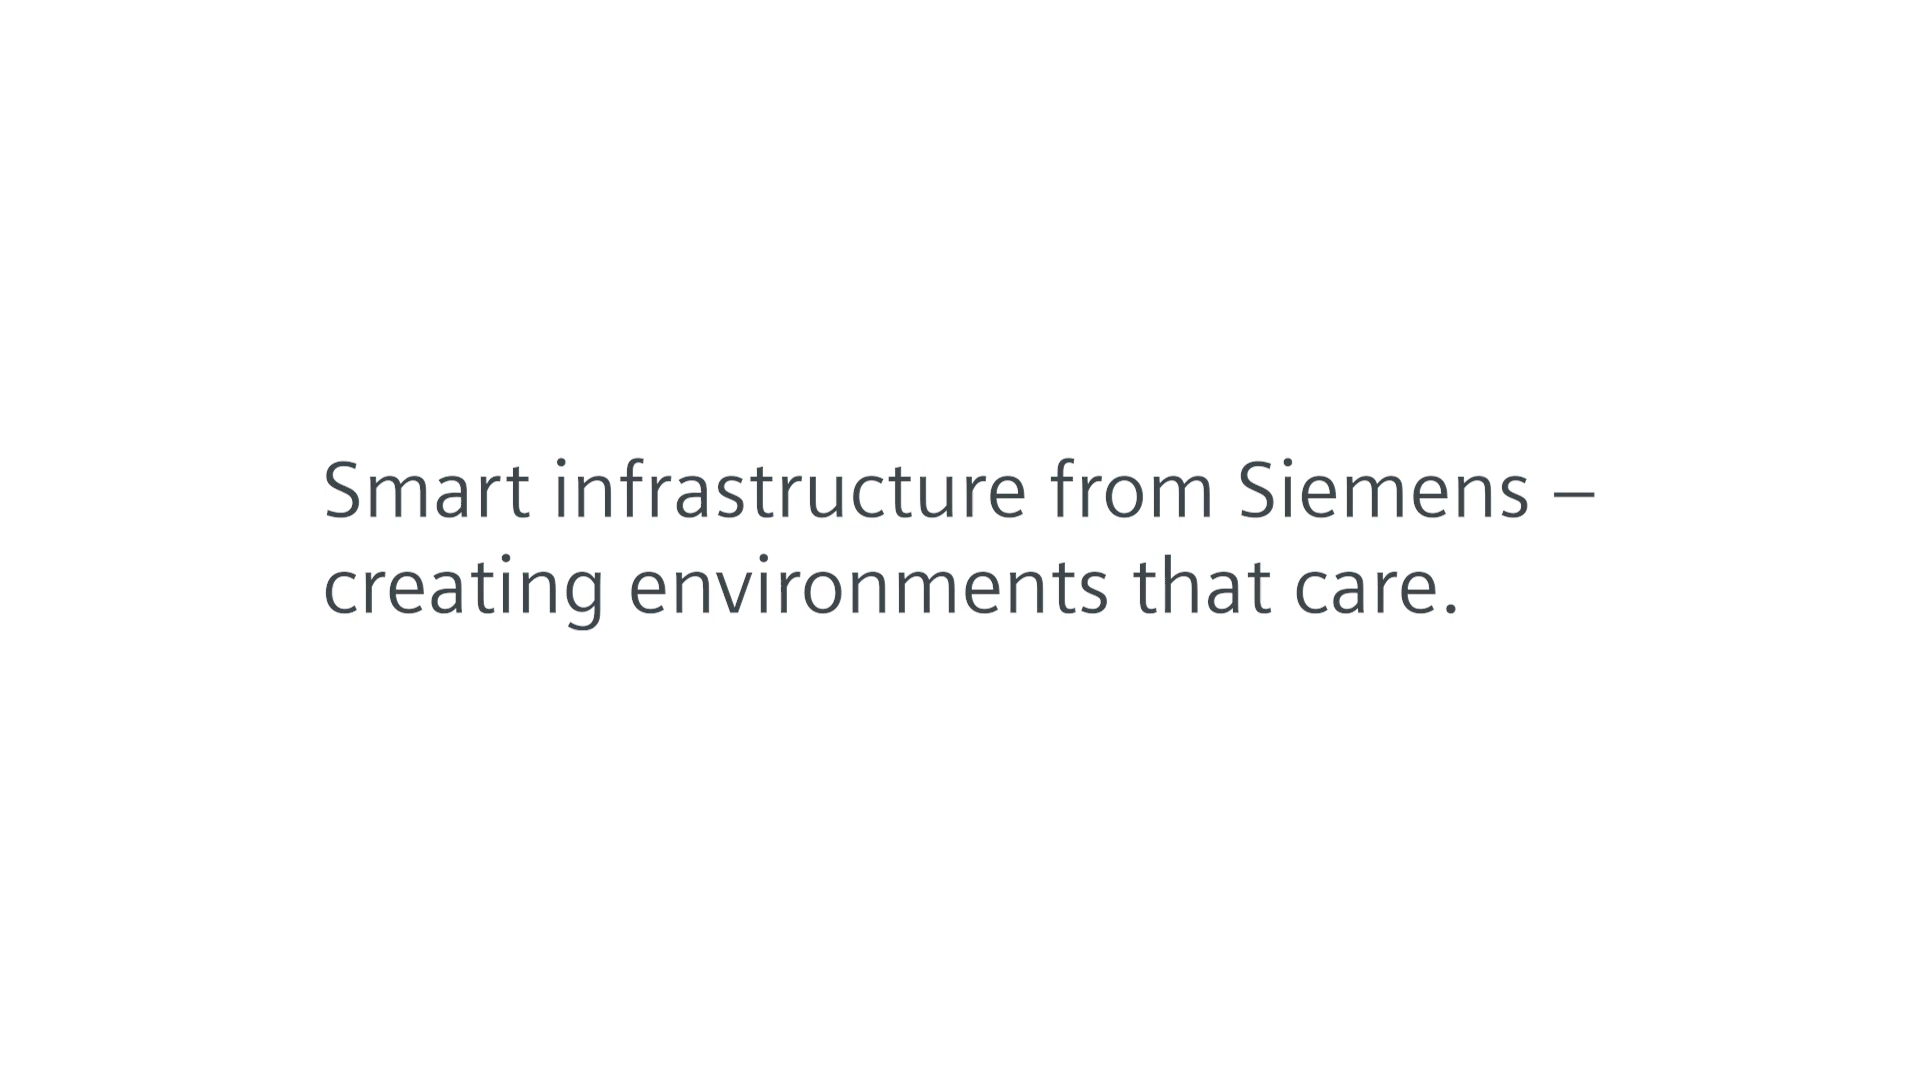 Smart infrastructure from Siemens –
creating environments that care.